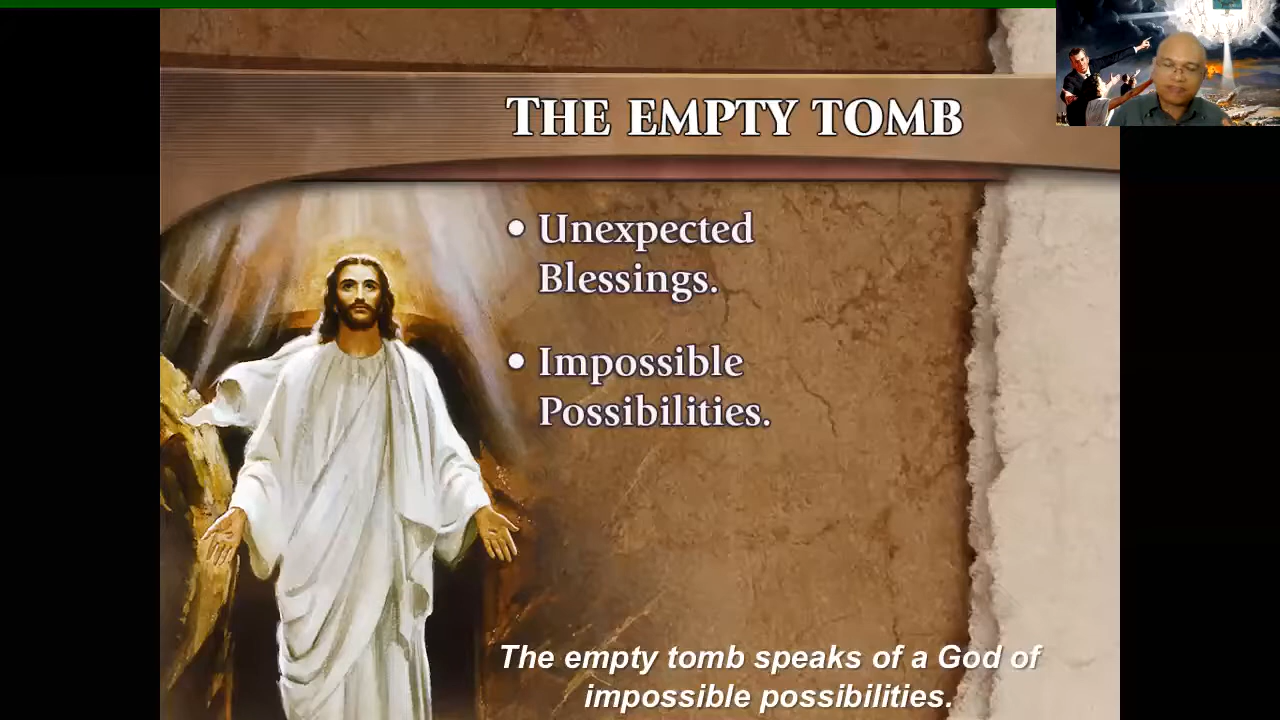 THE EMPTY TOMB
• Unexpected
Blessings.
• Impossible
Possibilities.
The empty tomb speaks of a God of
impossible possibilities.